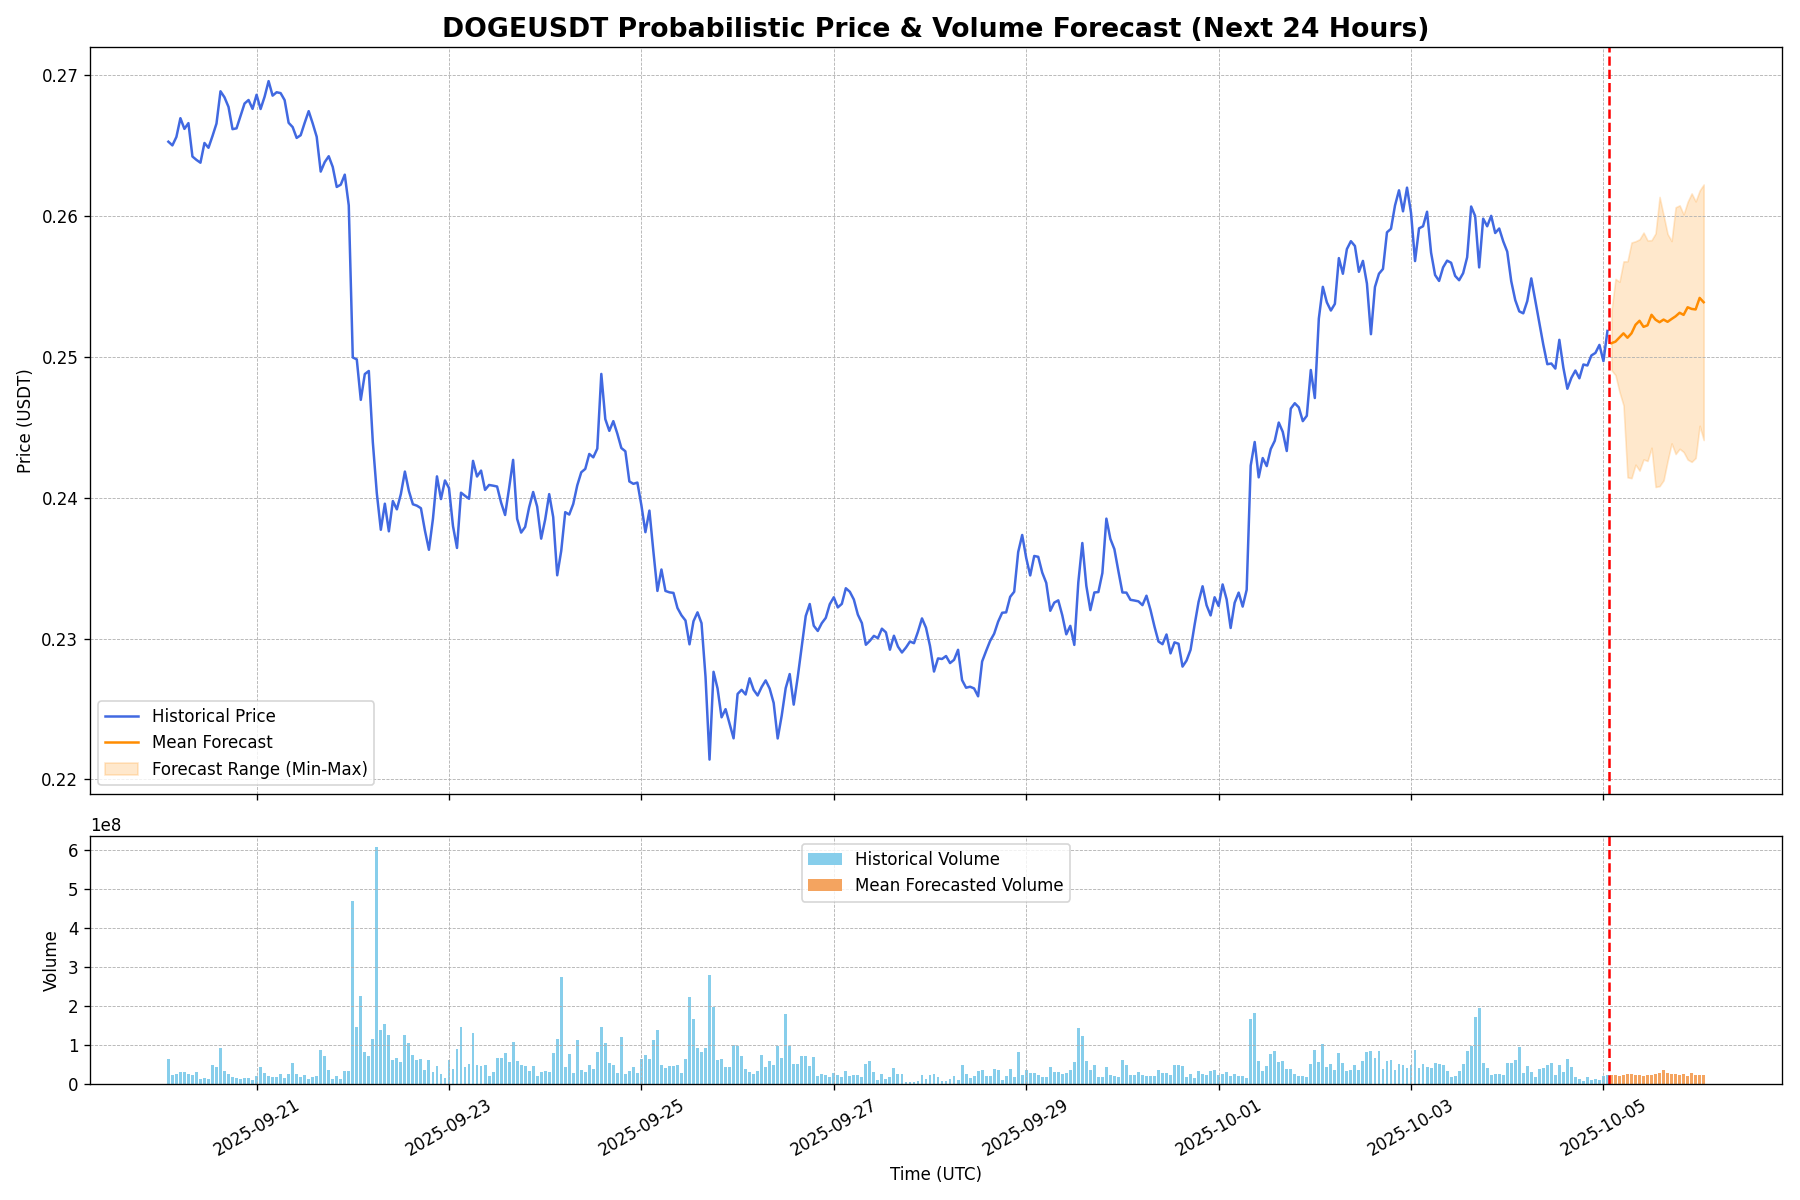 DOGEUSDT Probabilistic Price & Volume Forecast (Next 24 Hours)
0.27
0.26
0.25
0.24
0.23
0.22
Price (USDT)
Historical Price
Mean Forecast
Forecast Range (Min-Max)
1e8
6
5
4
3
2
1
0
Volume
Historical Volume
Mean Forecasted Volume
2025-09-21
2025-09-23
2025-09-25
2025-09-27
2025-09-29
2025-10-01
2025-10-03
2025-10-05
Time (UTC)